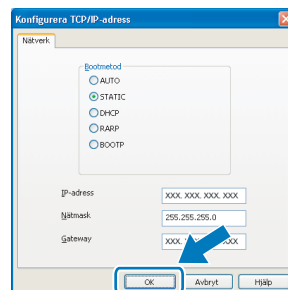 Konfigurera TCP/IP-adress
Nätverk
Bootmetod
AUTO
STATIC
DHCP
RARP
BOOTP
IP-adress XXX. XXX. XXX. XXX
Nätmask 255.255.255.0
Gateway XXX.
OK Avbryt Hjälp